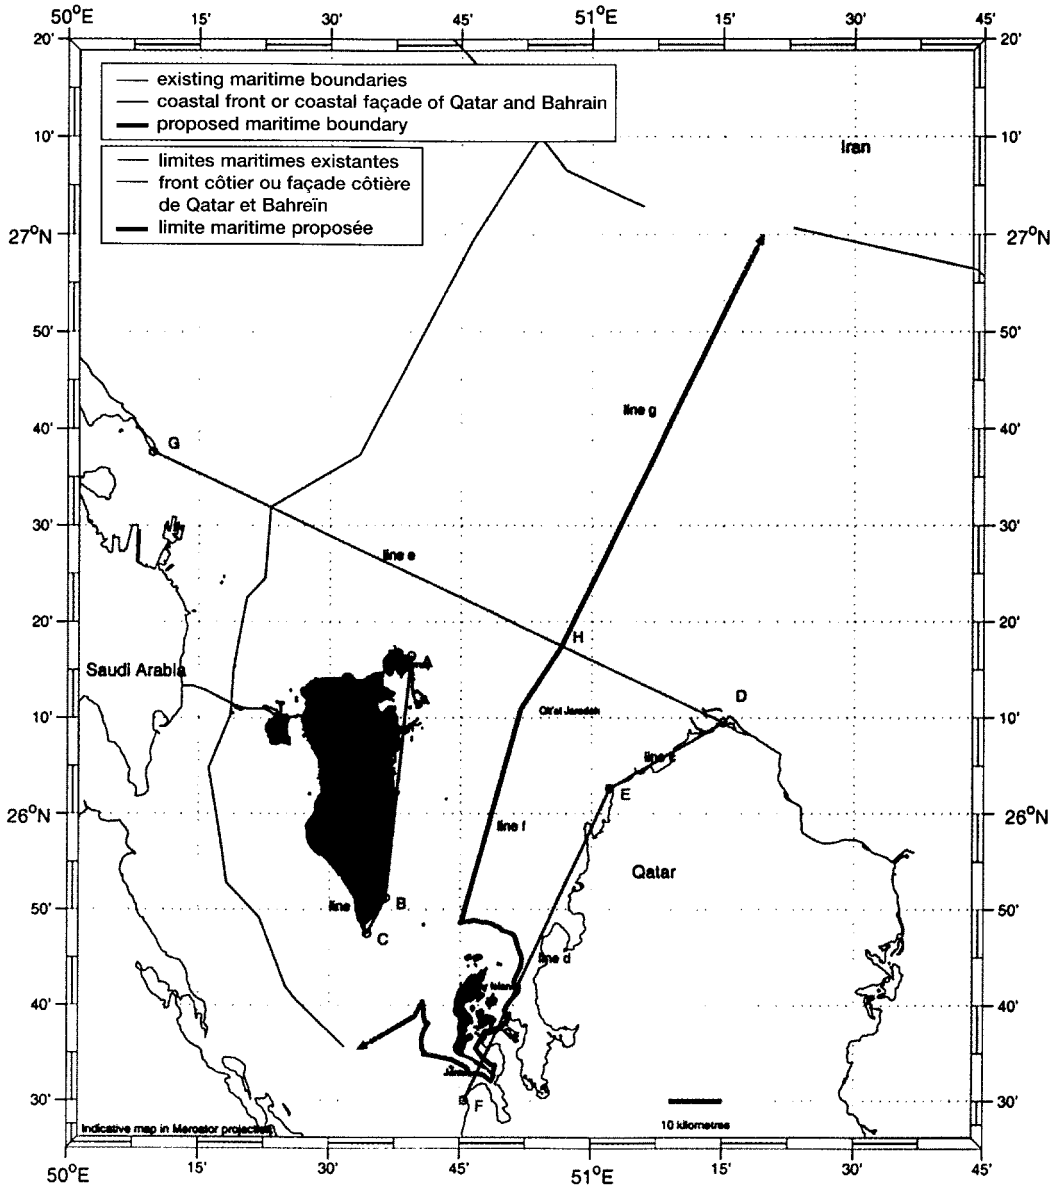 50°E 15' 30' 45' 51°E 15' 30' 45'
20' 20'
existing maritime boundaries
coastal front or coastal façade of Qatar and Bahrain
proposed maritime boundary
10' 10'
Iran
limites maritimes existantes
front côtier ou façade côtière
de Qatar et Bahreïn
limite maritime proposée
27°N 27°N
50' 50'
line g
40' 40'
G
30' 30'
line e
20' 20'
H
A
Saudi Arabia
D
10' Qit'at Jaradah 10'
line c
E
26°N 26°N
line f
Qatar
50' line B 50'
C
line d
40' 40'
30' F 30'
10 kilometres
Indicative map in Mercator projection
50°E 15' 30' 45' 51°E 15' 30' 45'